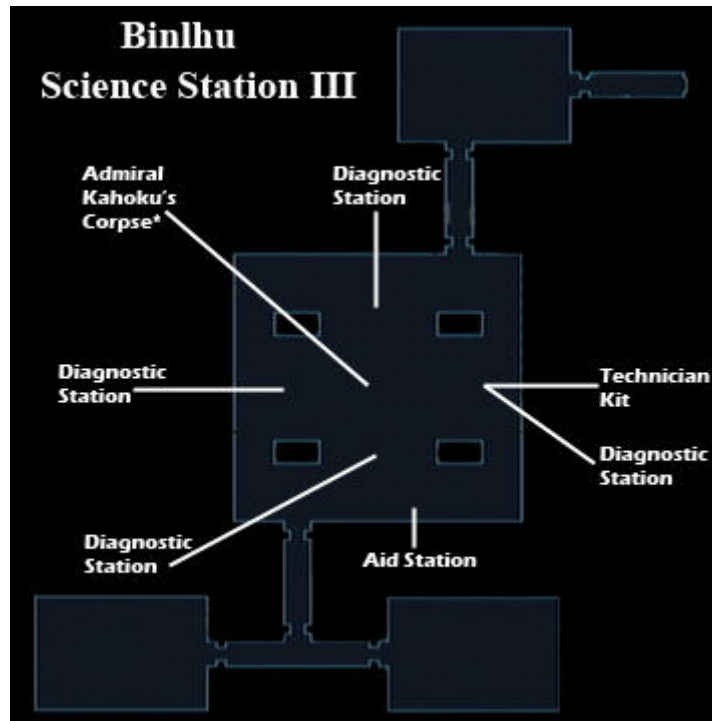 Binlhu
Science Station III
Admiral
Kahoku's
Corpse*
Diagnostic
Station
Diagnostic
Station
Technician
Kit
Diagnostic
Station
Diagnostic
Station
Aid Station